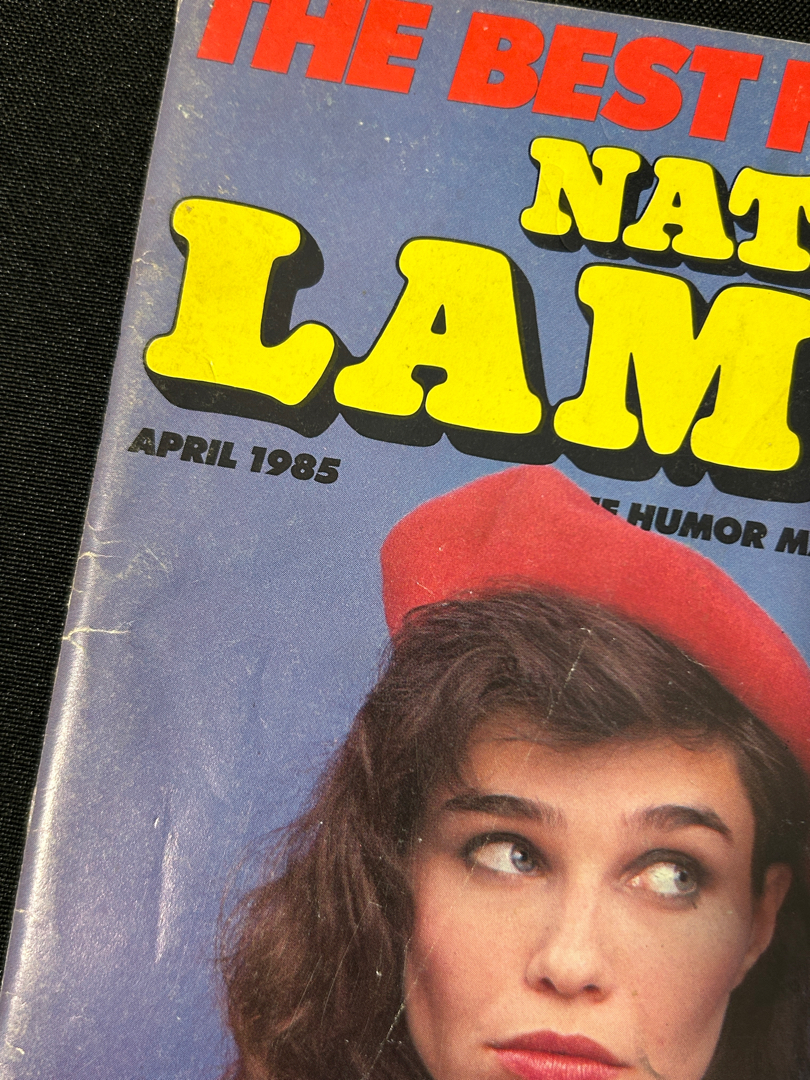 THE BEST
NAT
LAM
APRIL 1985
HUMOR